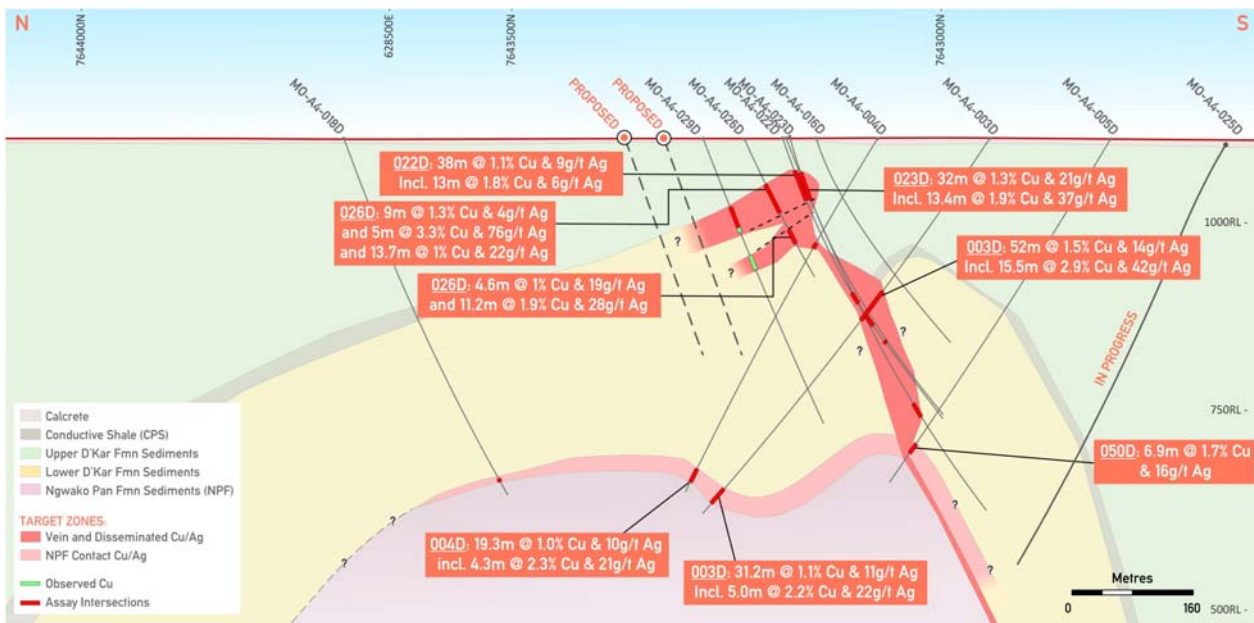 N
S
7644000N
628500E
7643500N
7643000N
MO-A4-018D
PROPOSED
PROPOSED
MO-A4-029D
MO-A4-026D
MO-A4-022D
MO-A4-023D
MO-A4-016D
MO-A4-004D
MO-A4-003D
MO-A4-005D
MO-A4-025D
022D: 38m @ 1.1% Cu & 9g/t Ag
Incl. 13m @ 1.8% Cu & 6g/t Ag
023D: 32m @ 1.3% Cu & 21g/t Ag
Incl. 13.4m @ 1.9% Cu & 37g/t Ag
026D: 9m @ 1.3% Cu & 4g/t Ag
and 5m @ 3.3% Cu & 76g/t Ag
and 13.7m @ 1% Cu & 22g/t Ag
1000RL -
003D: 52m @ 1.5% Cu & 14g/t Ag
Incl. 15.5m @ 2.9% Cu & 42g/t Ag
026D: 4.6m @ 1% Cu & 19g/t Ag
and 11.2m @ 1.9% Cu & 28g/t Ag
?
?
?
?
IN PROGRESS
750RL -
050D: 6.9m @ 1.7% Cu
& 16g/t Ag
?
?
?
?
004D: 19.3m @ 1.0% Cu & 10g/t Ag
incl. 4.3m @ 2.3% Cu & 21g/t Ag
003D: 31.2m @ 1.1% Cu & 11g/t Ag
Incl. 5.0m @ 2.2% Cu & 22g/t Ag
Calcrete
Conductive Shale (CPS)
Upper D'Kar Fmn Sediments
Lower D'Kar Fmn Sediments
Ngwako Pan Fmn Sediments (NPF)
TARGET ZONES:
Vein and Disseminated Cu/Ag
NPF Contact Cu/Ag
Observed Cu
Assay Intersections
Metres
0 160
500RL -